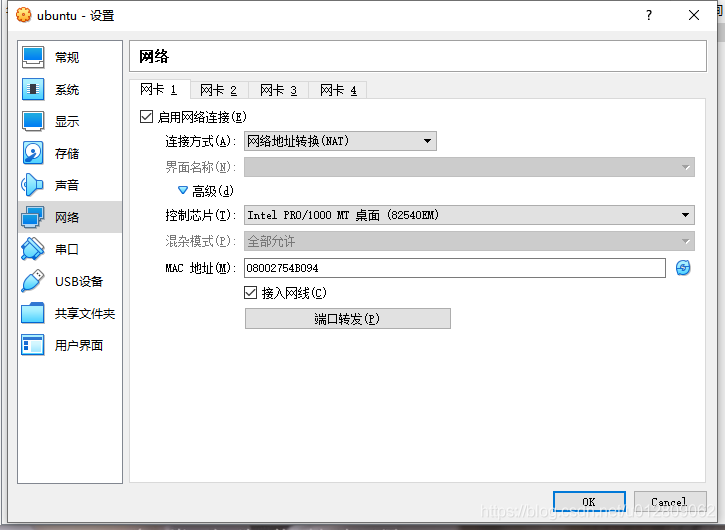 ubuntu - 设置
?
常规
系统
显示
存储
声音
网络
串口
USB设备
共享文件夹
用户界面
网络
网卡 1 网卡 2 网卡 3 网卡 4
启用网络连接(E)
连接方式(A): 网络地址转换(NAT)
界面名称(N):
高级(d)
控制芯片(T): Intel PRO/1000 MT 桌面 (82540EM)
混杂模式(P): 全部允许
MAC 地址(M): 08002754B094
接入网线(C)
端口转发(P)
OK Cancel